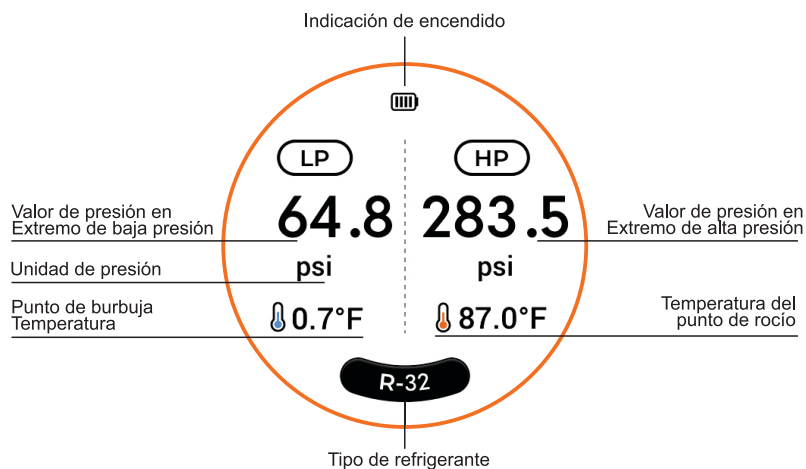 Indicación de encendido
LP
HP
Valor de presión en
Extremo de baja presión
64.8
283.5
Valor de presión en
Extremo de alta presión
Unidad de presión
psi
psi
Punto de burbuja
Temperatura
0.7°F
87.0°F
Temperatura del
punto de rocío
R-32
Tipo de refrigerante